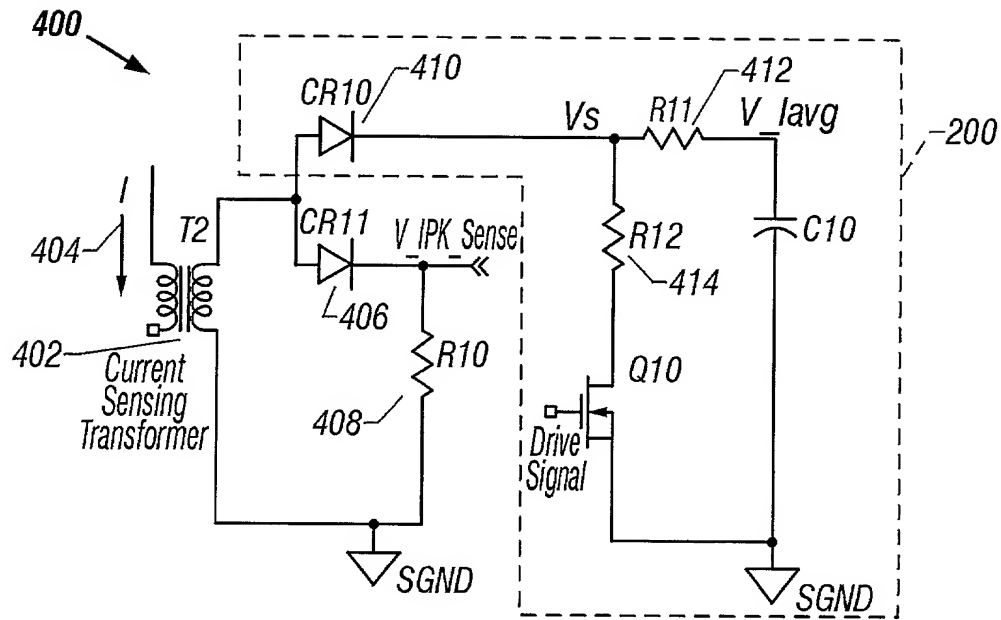 400
410
412
CR10
Vs
R11
V_Iavg
200
I
404
T2
CR11
V_IPK_Sense
R12
414
C10
406
402
Current
Sensing
Transformer
R10
408
Q10
Drive
Signal
SGND
SGND